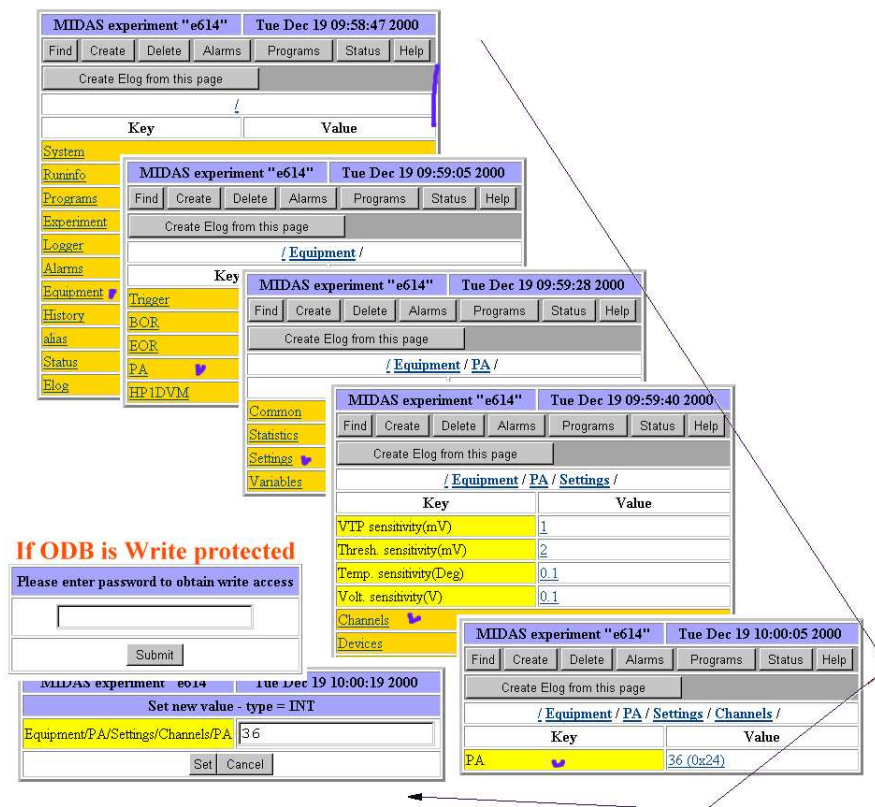 MIDAS experiment "e614" Tue Dec 19 09:58:47 2000
Find Create Delete Alarms Programs Status Help
Create Elog from this page
/
Key Value
System
Runinfo
Programs
Experiment
Logger
Alarms
Equipment
History
alias
Status
Elog
MIDAS experiment "e614" Tue Dec 19 09:59:05 2000
Find Create Delete Alarms Programs Status Help
Create Elog from this page
/ Equipment /
Key
Trigger
BOR
EOR
PA
HP1DVM
MIDAS experiment "e614" Tue Dec 19 09:59:28 2000
Find Create Delete Alarms Programs Status Help
Create Elog from this page
/ Equipment / PA /
Common
Statistics
Settings
Variables
MIDAS experiment "e614" Tue Dec 19 09:59:40 2000
Find Create Delete Alarms Programs Status Help
Create Elog from this page
/ Equipment / PA / Settings /
Key Value
VTP sensitivity(mV) 1
Thresh. sensitivity(mV) 2
Temp. sensitivity(Deg) 0.1
Volt. sensitivity(V) 0.1
Channels
Devices
MIDAS experiment "e614" Tue Dec 19 10:00:05 2000
Find Create Delete Alarms Programs Status Help
Create Elog from this page
/ Equipment / PA / Settings / Channels /
Key Value
PA 36 (0x24)
If ODB is Write protected
Please enter password to obtain write access
Submit
MIDAS experiment "e614" Tue Dec 19 10:00:19 2000
Set new value - type = INT
Equipment/PA/Settings/Channels/PA 36
Set Cancel